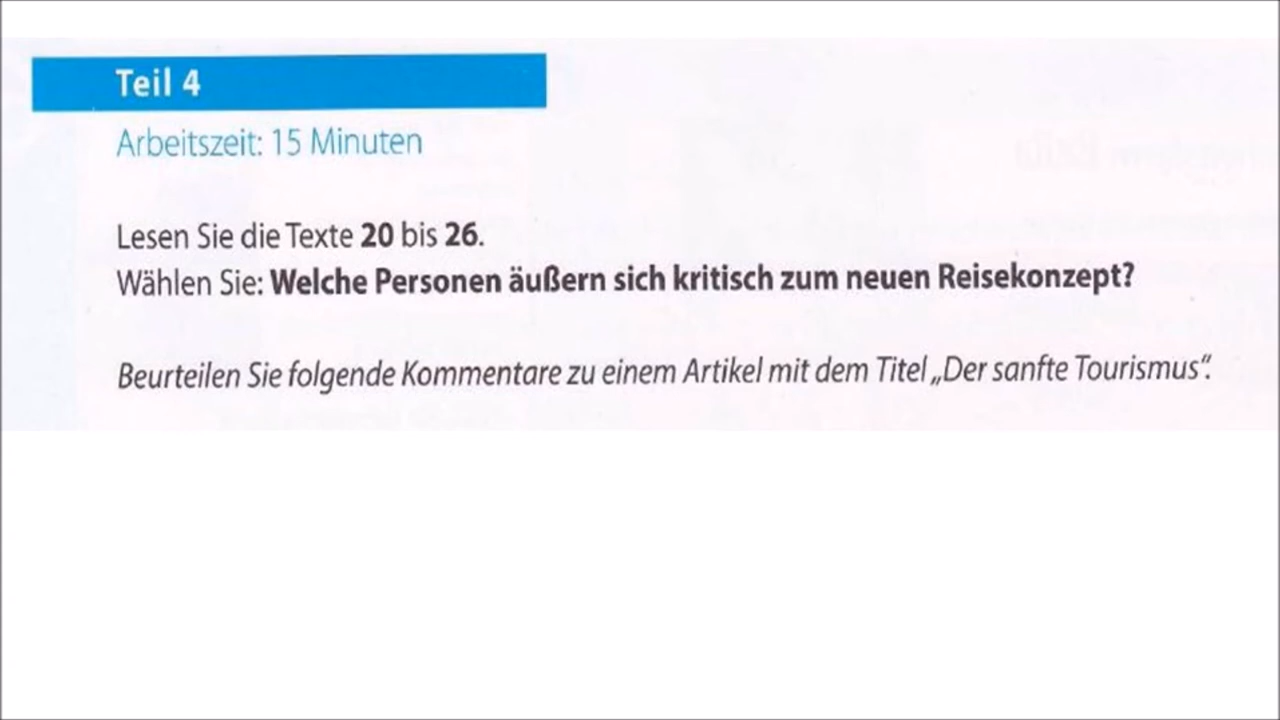 Teil 4
Arbeitszeit: 15 Minuten
Lesen Sie die Texte 20 bis 26.
Wählen Sie: Welche Personen äußern sich kritisch zum neuen Reisekonzept?
Beurteilen Sie folgende Kommentare zu einem Artikel mit dem Titel „Der sanfte Tourismus“.